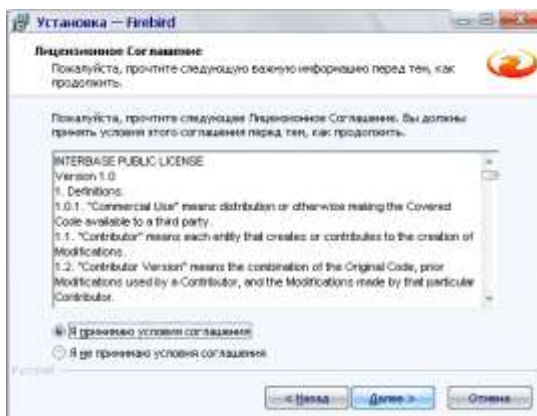 Установка — Firebird
Лицензионное Соглашение
Пожалуйста, прочтите следующую важную информацию перед тем, как
продолжить.
Пожалуйста, прочтите следующее Лицензионное Соглашение. Вы должны
принять условия этого соглашения перед тем, как продолжить.
INTERBASE PUBLIC LICENSE
Version 1.0
1. Definitions.
1.0.1. "Commercial Use" means distribution or otherwise making the Covered
Code available to a third party.
1.1. "Contributor" means each entity that creates or contributes to the creation of
Modifications.
1.2. "Contributor Version" means the combination of the Original Code, prior
Modifications used by a Contributor, and the Modifications made by that particular
Contributor.
Я принимаю условия соглашения
Я не принимаю условия соглашения
Русский
< Назад
Далее >
Отмена